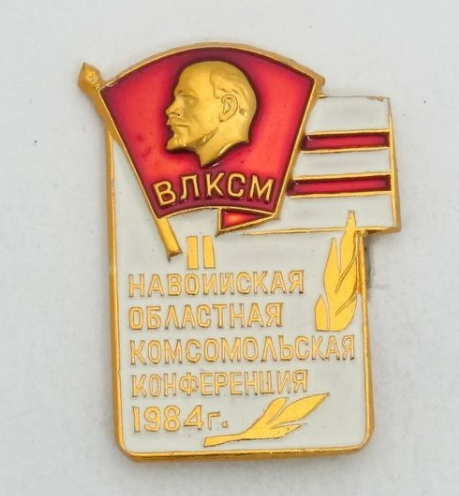 ВЛКСМ
II
НАВОИЙСКАЯ
ОБЛАСТНАЯ
КОМСОМОЛЬСКАЯ
КОНФЕРЕНЦИЯ
1984г.